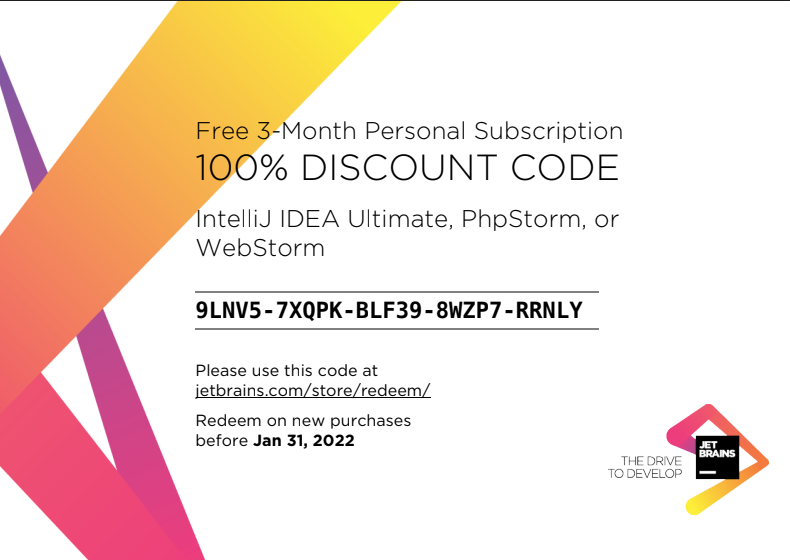 Free 3-Month Personal Subscription
100% DISCOUNT CODE
IntelliJ IDEA Ultimate, PhpStorm, or
WebStorm
9LNV5-7XQPK-BLF39-8WZP7-RRNLY
Please use this code at
jetbrains.com/store/redeem/
Redeem on new purchases
before Jan 31, 2022
THE DRIVE
TO DEVELOP
JET
BRAINS